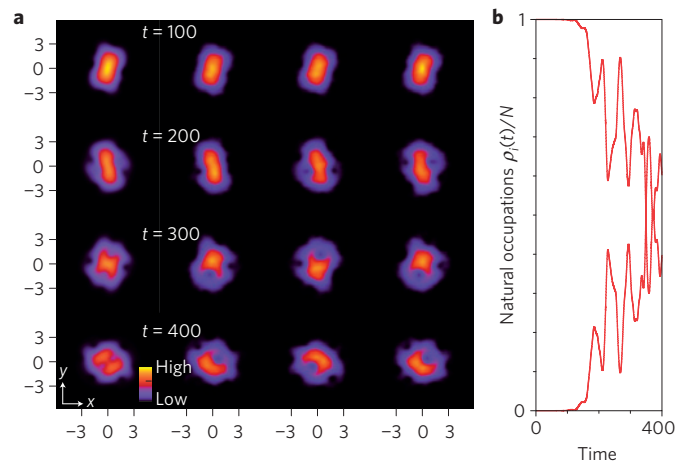 a
t = 100
3
0
−3
t = 200
3
0
−3
t = 300
3
0
−3
t = 400
3
0
−3
High
Low
y
x
−3 0 3 −3 0 3 −3 0 3 −3 0 3
b
1
Natural occupations ρi(t)/N
0
0 400
Time